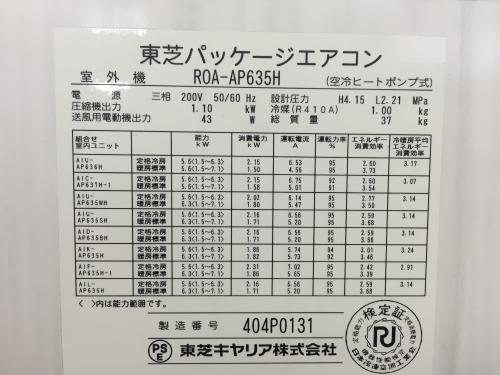 東芝パッケージエアコン
室外機 ROA-AP635H (空冷ヒートポンプ式)
電源 三相 200V 50/60 Hz 設計圧力 H4.15 L2.21 MPa
圧縮機出力 1.10 kW 冷媒(R410A) 1.00 kg
送風用電動機出力 43 W 総質量 37 kg
組合せ室内ユニット 能力 kW 消費電力 kW 運転電流 A 運転力率 % エネルギー消費効率 冷暖房平均エネルギー消費効率
AIU-AP636H 定格冷房 5.6(1.5~6.3) 2.15 6.53 95 2.60 3.17
暖房標準 5.6(1.5~7.1) 1.50 4.56 95 3.73
AIC-AP637H-1 定格冷房 5.6(1.5~6.3) 2.15 6.75 92 2.60 3.07
暖房標準 5.6(1.5~7.1) 1.58 5.01 91 3.54
AIU-AP635WH 定格冷房 5.6(1.5~6.3) 2.02 6.14 95 2.77 3.14
暖房標準 6.3(1.5~7.1) 1.80 5.47 95 3.50
AIU-AP635SH 定格冷房 5.6(1.5~6.3) 2.16 6.56 95 2.59 3.14
暖房標準 6.3(1.5~7.1) 1.71 5.20 95 3.68
AID-AP635BH 定格冷房 5.6(1.5~6.3) 2.16 6.56 95 2.59 3.14
暖房標準 6.3(1.5~7.1) 1.71 5.20 95 3.68
AIK-AP635H 定格冷房 5.6(1.5~6.3) 1.86 5.74 94 3.01 3.24
暖房標準 6.3(1.5~7.1) 1.82 5.73 92 3.46
AIF-AP635H-1 定格冷房 5.6(1.5~6.3) 2.31 7.02 95 2.42 2.91
暖房標準 6.3(1.5~7.1) 1.86 5.65 95 3.39
AIL-AP635H 定格冷房 5.6(1.5~6.3) 2.16 6.56 95 2.59 3.14
暖房標準 6.3(1.5~7.1) 1.71 5.20 95 3.68
< >内は能力範囲です。
製造番号 404P0131
PSE 東芝キヤリア株式会社
検定証